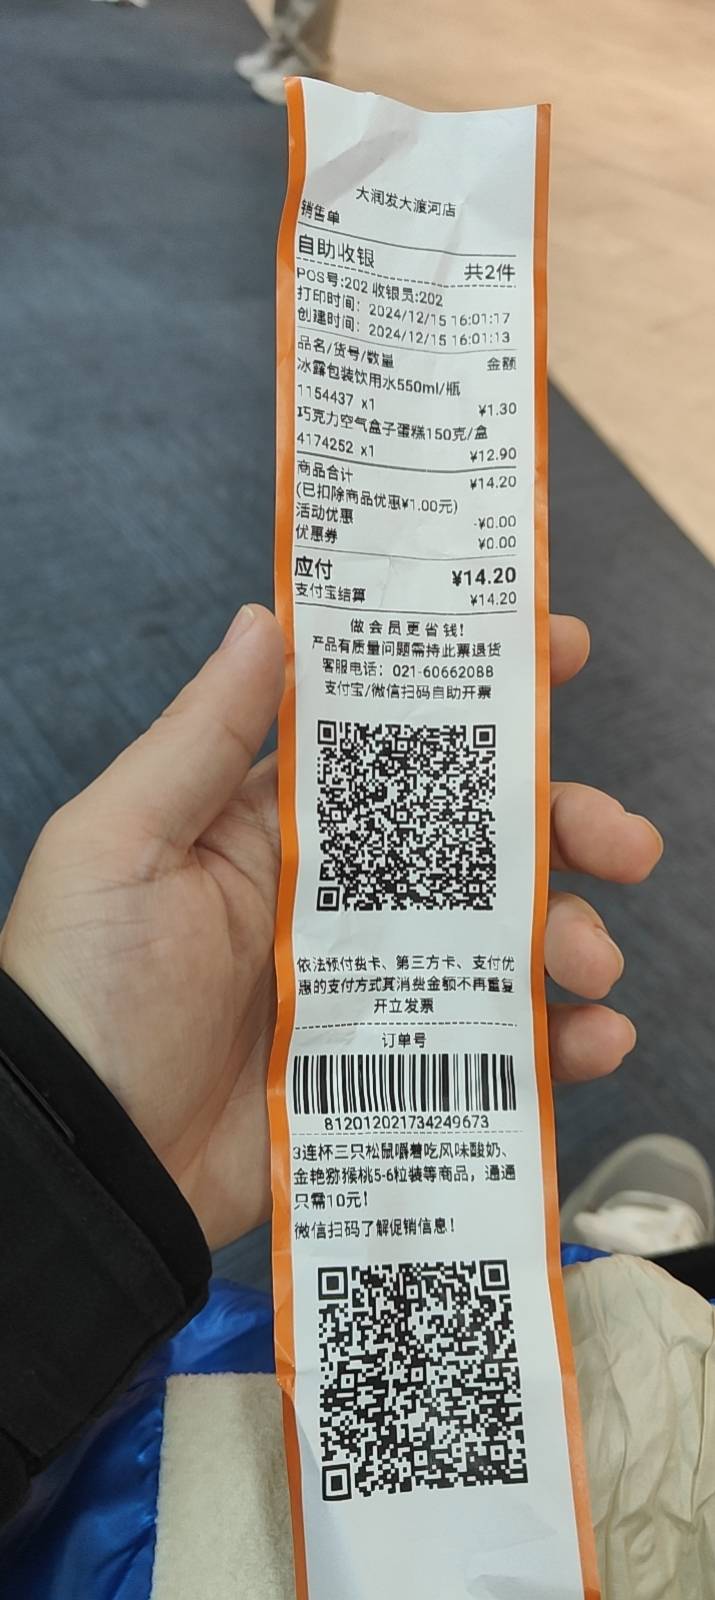 大润发大渡河店
销售单
自助收银 共2件
POS号:202 收银员:202
打印时间：2024/12/15 16:01:17
创建时间：2024/12/15 16:01:13
品名/货号/数量 金额
冰露包装饮用水550ml/瓶
1154437 x1 ¥1.30
巧克力空气盒子蛋糕150克/盒
4174252 x1 ¥12.90
商品合计 ¥14.20
(已扣除商品优惠¥1.00元)
活动优惠 -¥0.00
优惠券 ¥0.00
应付 ¥14.20
支付宝结算 ¥14.20
做会员更省钱!
产品有质量问题需持此票退货
客服电话：021-60662088
支付宝/微信扫码自助开票
依法预付费卡、第三方卡、支付优
惠的支付方式其消费金额不再重复
开立发票
订单号
812012021734249673
3连杯三只松鼠嚼着吃风味酸奶、
金艳猕猴桃5-6粒装等商品，通通
只需10元!
微信扫码了解促销信息!